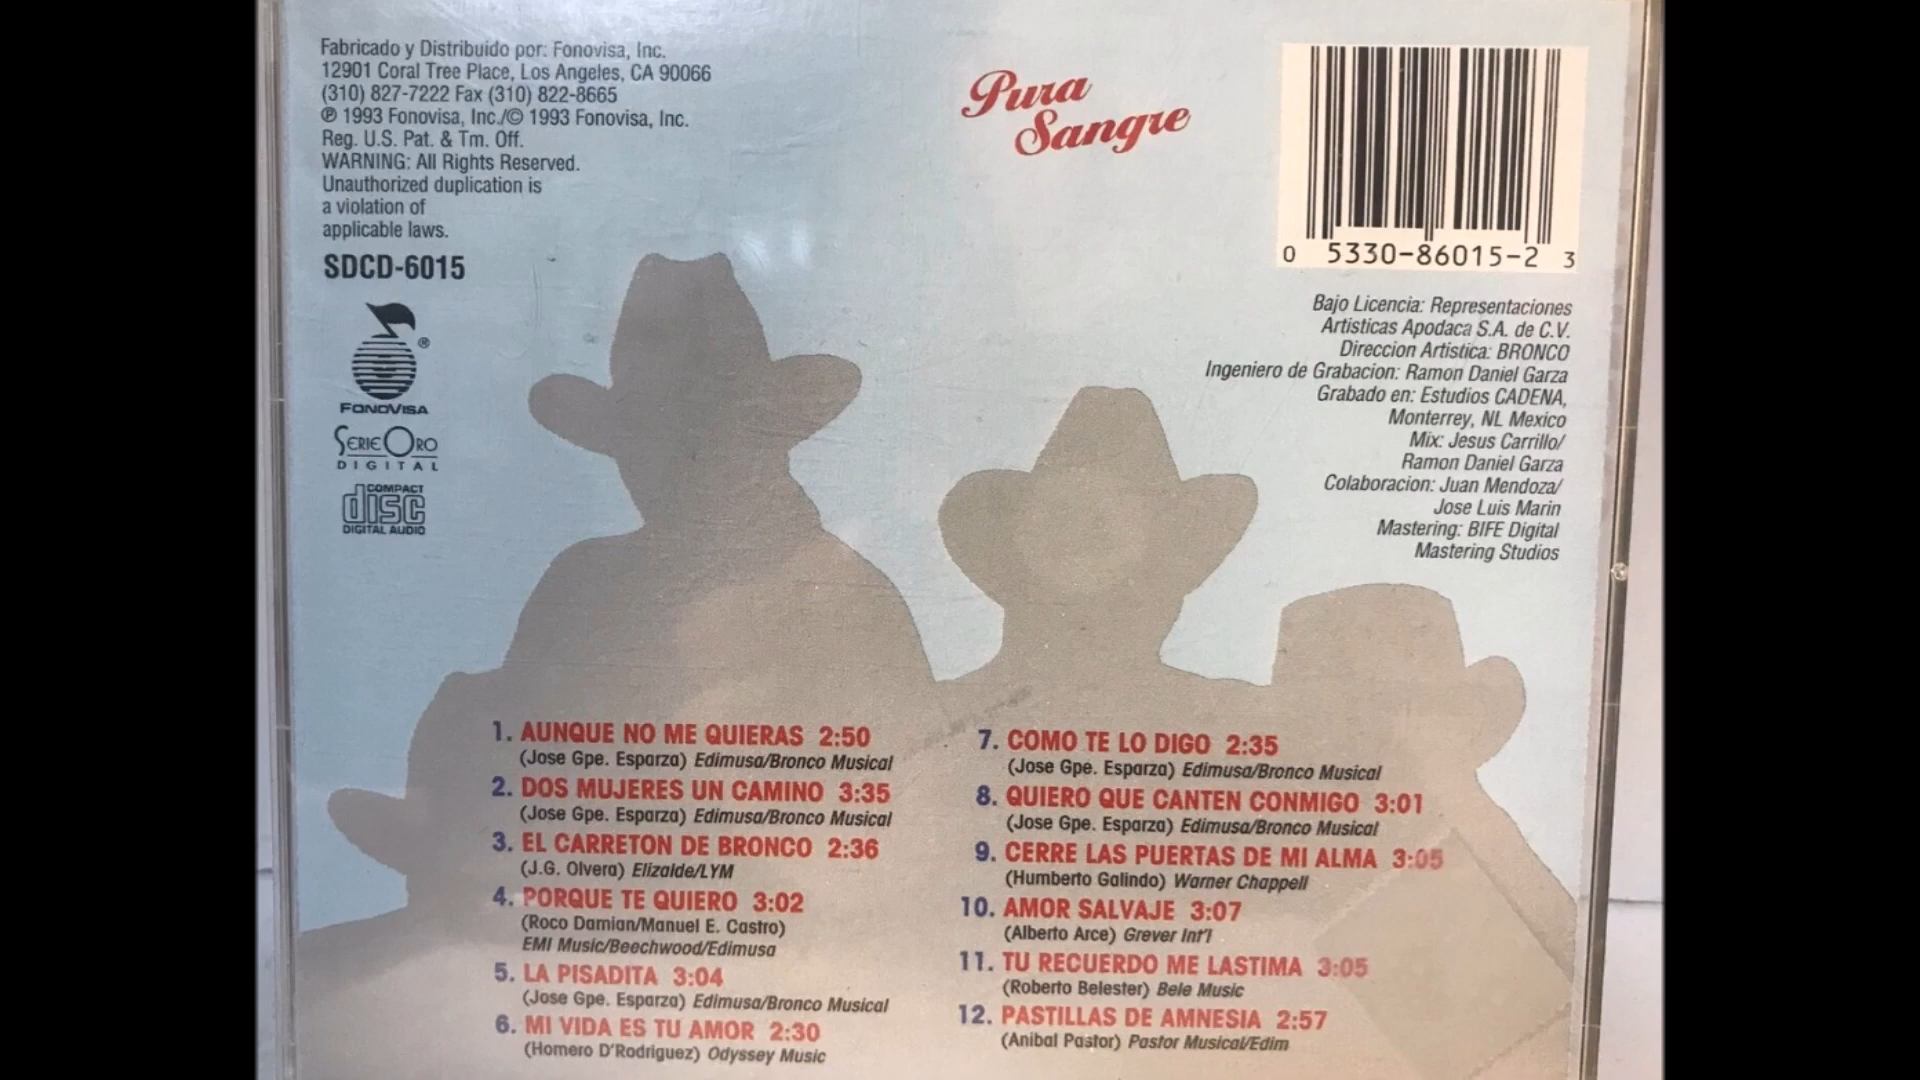 Fabricado y Distribuido por: Fonovisa, Inc.
12901 Coral Tree Place, Los Angeles, CA 90066
(310) 827-7222 Fax (310) 822-8665
℗ 1993 Fonovisa, Inc./© 1993 Fonovisa, Inc.
Reg. U.S. Pat. & Tm. Off.
WARNING: All Rights Reserved.
Unauthorized duplication is
a violation of
applicable laws.
SDCD-6015
®
FONOVISA
SERIE ORO
DIGITAL
COMPACT
disc
DIGITAL AUDIO
Pura
Sangre
0 5330-86015-2 3
Bajo Licencia: Representaciones
Artisticas Apodaca S.A. de C.V.
Direccion Artistica: BRONCO
Ingeniero de Grabacion: Ramon Daniel Garza
Grabado en: Estudios CADENA,
Monterrey, NL Mexico
Mix: Jesus Carrillo/
Ramon Daniel Garza
Colaboracion: Juan Mendoza/
Jose Luis Marin
Mastering: BIFE Digital
Mastering Studios
1. AUNQUE NO ME QUIERAS 2:50
(Jose Gpe. Esparza) Edimusa/Bronco Musical
2. DOS MUJERES UN CAMINO 3:35
(Jose Gpe. Esparza) Edimusa/Bronco Musical
3. EL CARRETON DE BRONCO 2:36
(J.G. Olvera) Elizalde/LYM
4. PORQUE TE QUIERO 3:02
(Roco Damian/Manuel E. Castro)
EMI Music/Beechwood/Edimusa
5. LA PISADITA 3:04
(Jose Gpe. Esparza) Edimusa/Bronco Musical
6. MI VIDA ES TU AMOR 2:30
(Homero D'Rodriguez) Odyssey Music
7. COMO TE LO DIGO 2:35
(Jose Gpe. Esparza) Edimusa/Bronco Musical
8. QUIERO QUE CANTEN CONMIGO 3:01
(Jose Gpe. Esparza) Edimusa/Bronco Musical
9. CERRE LAS PUERTAS DE MI ALMA 3:05
(Humberto Galindo) Warner Chappell
10. AMOR SALVAJE 3:07
(Alberto Arce) Grever Int'l
11. TU RECUERDO ME LASTIMA 3:05
(Roberto Belester) Bele Music
12. PASTILLAS DE AMNESIA 2:57
(Anibal Pastor) Pastor Musical/Edim